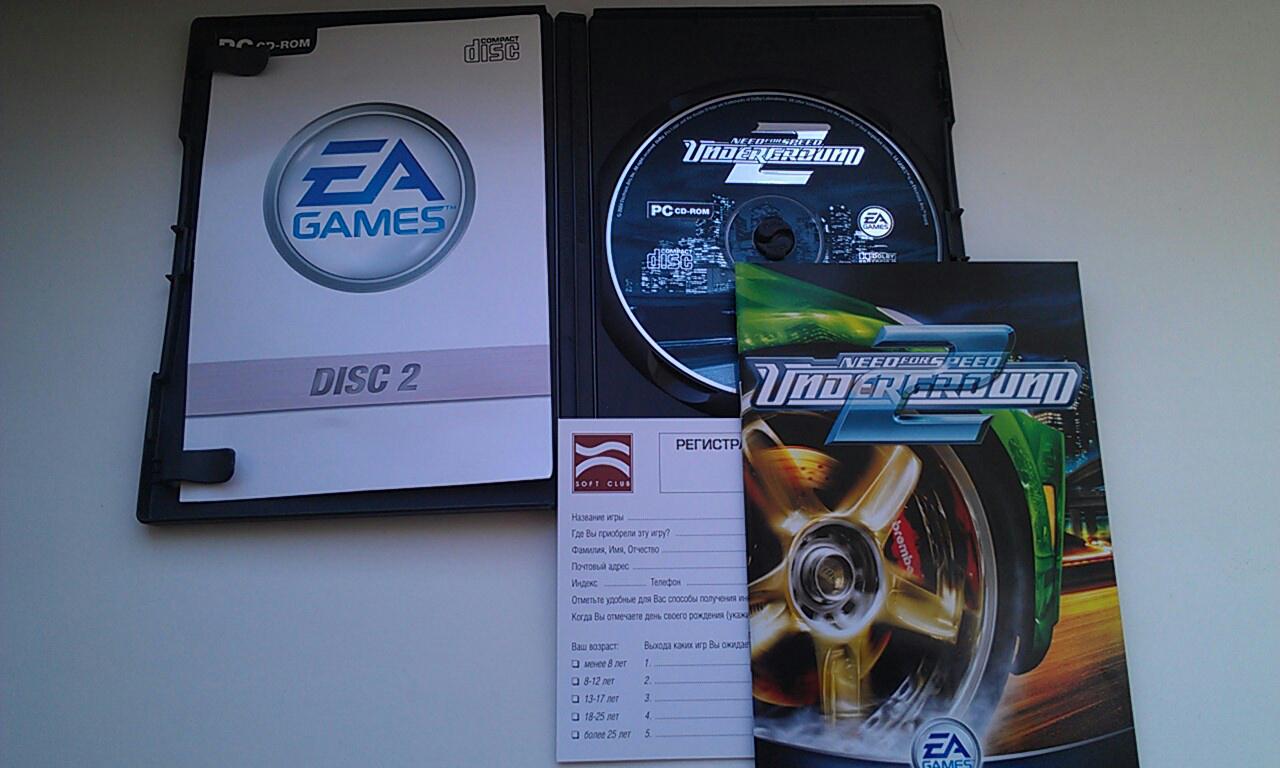 PC CD-ROM
COMPACT
disc
EA
GAMES™
DISC 2
NEED FOR SPEED
UNDERGROUND
2
PC CD-ROM
EA
GAMES
COMPACT
disc
DOLBY
SOFT CLUB
РЕГИСТРА
Название игры
Где Вы приобрели эту игру?
Фамилия, Имя, Отчество
Почтовый адрес
Индекс Телефон
Отметьте удобные для Вас способы получения ин
Когда Вы отмечаете день своего рождения (укажи
Ваш возраст: Выхода каких игр Вы ожидае
менее 8 лет 1.
8-12 лет 2.
13-17 лет 3.
18-25 лет 4.
более 25 лет 5.
NEED FOR SPEED
UNDERGROUND
2
brembo
EA
GAMES